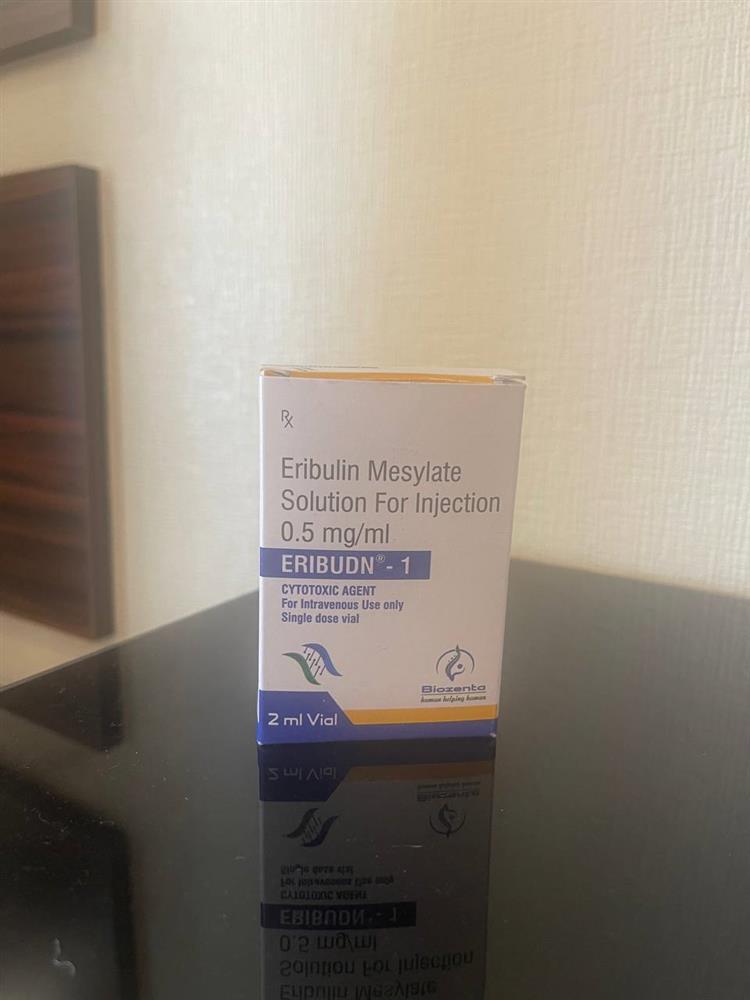 Rx
Eribulin Mesylate
Solution For Injection
0.5 mg/ml
ERIBUDN® - 1
CYTOTOXIC AGENT
For Intravenous Use only
Single dose vial
Biozenta
human helping human
2 ml Vial